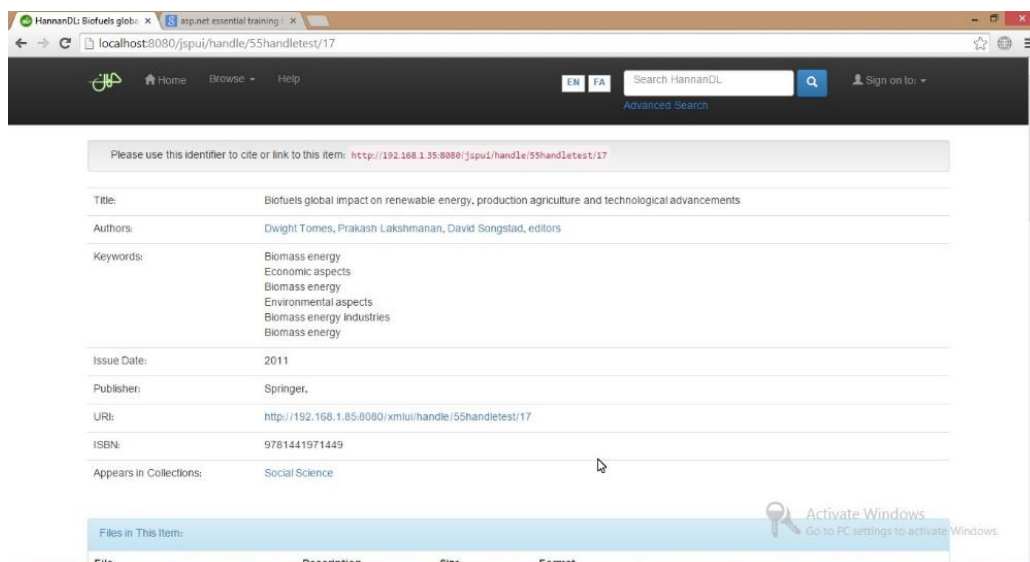 HannanDL: Biofuels globa
asp.net essential training
localhost:8080/jspui/handle/55handletest/17
Home Browse Help EN FA Search HannanDL Sign on to:
Advanced Search
Please use this identifier to cite or link to this item: http://192.168.1.35:8080/jspui/handle/55handletest/17
Title: Biofuels global impact on renewable energy, production agriculture and technological advancements
Authors: Dwight Tomes, Prakash Lakshmanan, David Songstad, editors
Keywords: Biomass energy
Economic aspects
Biomass energy
Environmental aspects
Biomass energy industries
Biomass energy
Issue Date: 2011
Publisher: Springer,
URI: http://192.168.1.85:8080/xmlui/handle/55handletest/17
ISBN: 9781441971449
Appears in Collections: Social Science
Activate Windows
Go to PC settings to activate Windows.
Files in This Item:
File Description Size Format